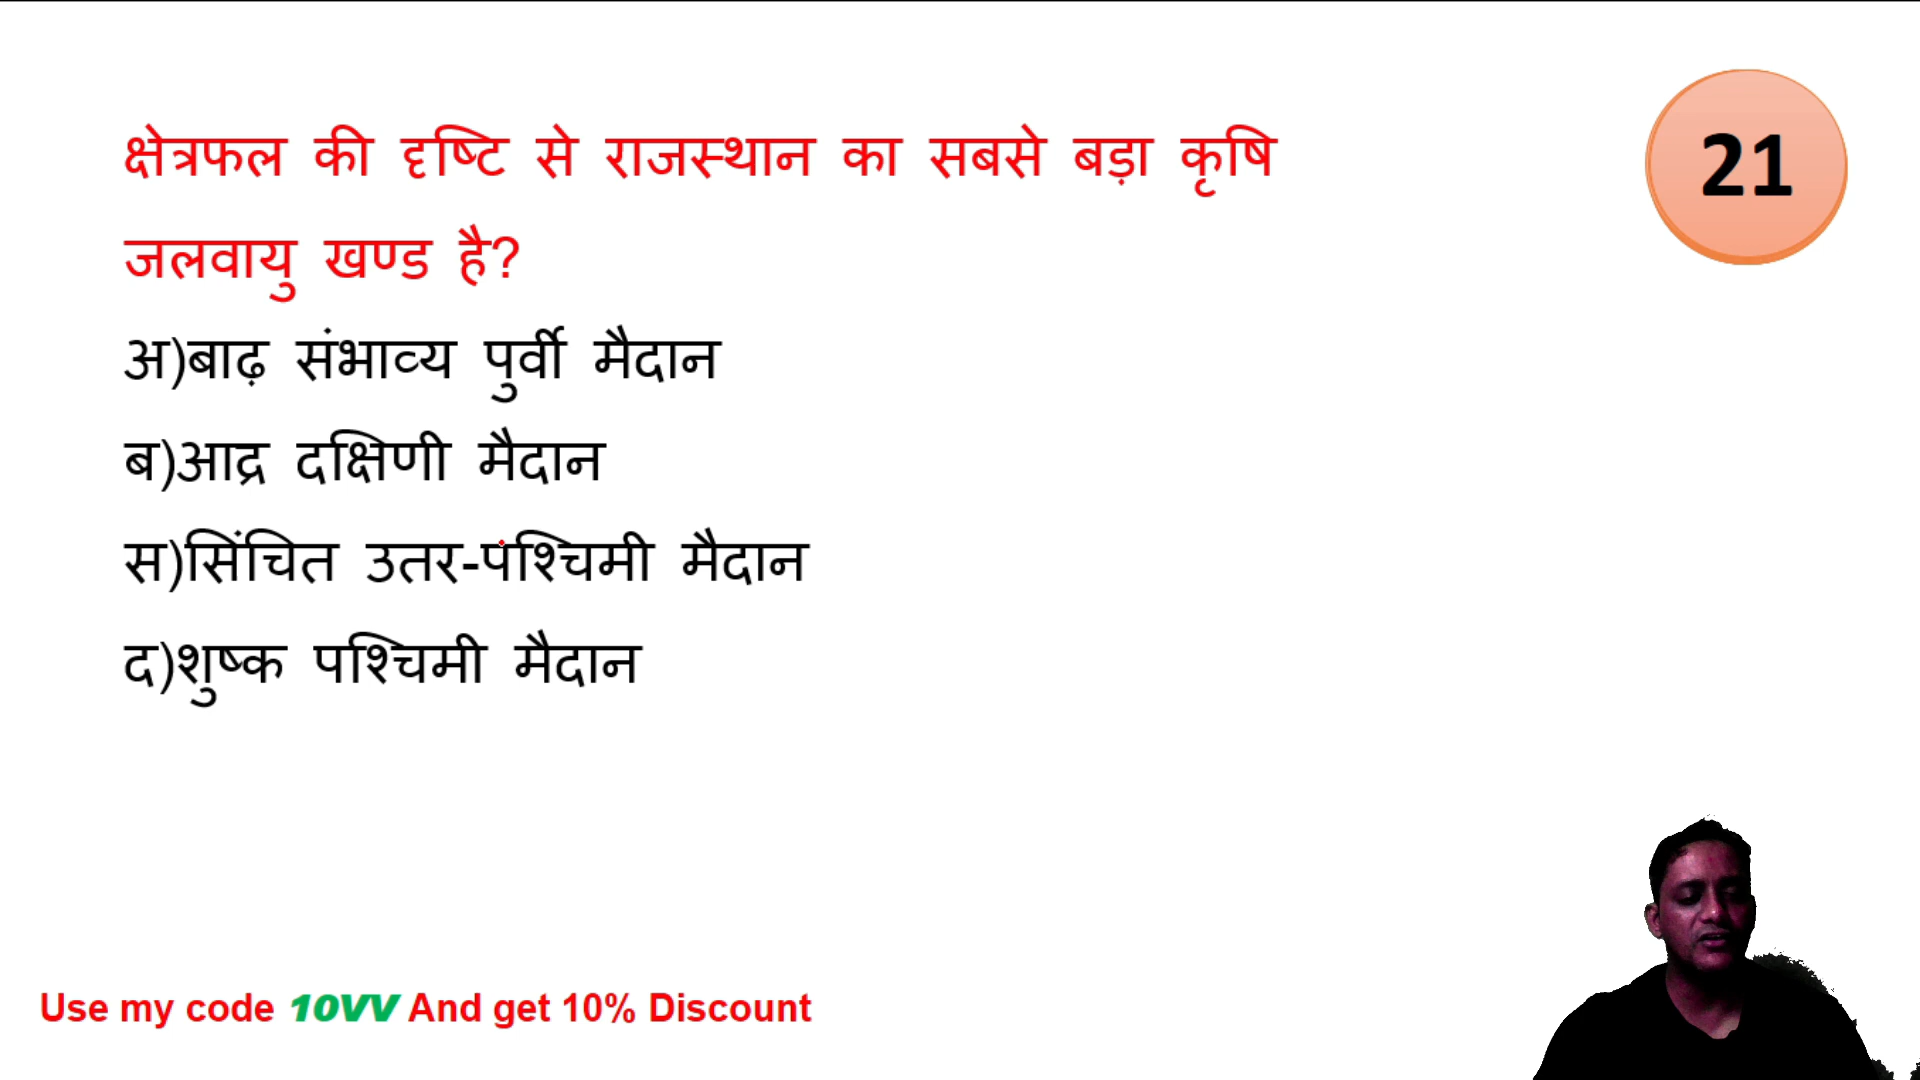 क्षेत्रफल की दृष्टि से राजस्थान का सबसे बड़ा कृषि
जलवायु खण्ड है?
अ)बाढ़ संभाव्य पुर्वी मैदान
ब)आद्र दक्षिणी मैदान
स)सिंचित उतर-पश्चिमी मैदान
द)शुष्क पश्चिमी मैदान
21
Use my code 10VV And get 10% Discount